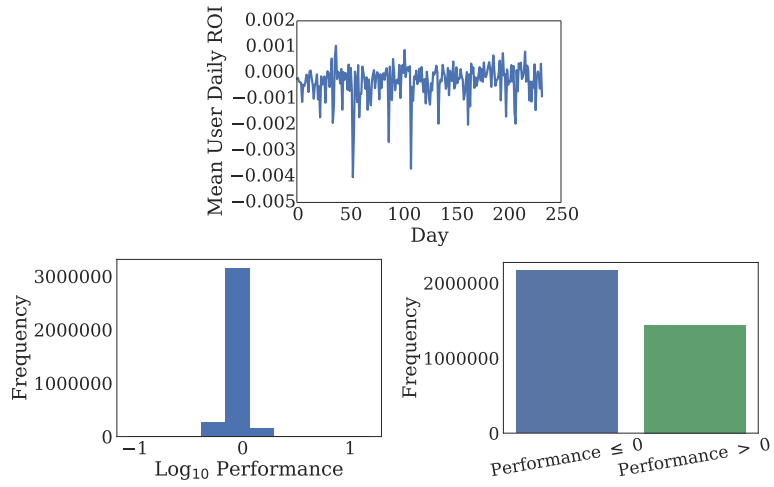 Mean User Daily ROI
0.002
0.001
0.000
−0.001
−0.002
−0.003
−0.004
−0.005
0 50 100 150 200 250
Day
Frequency
3000000
2000000
1000000
0
−1 0 1
Log10 Performance
Frequency
2000000
1000000
0
Performance ≤ 0
Performance > 0